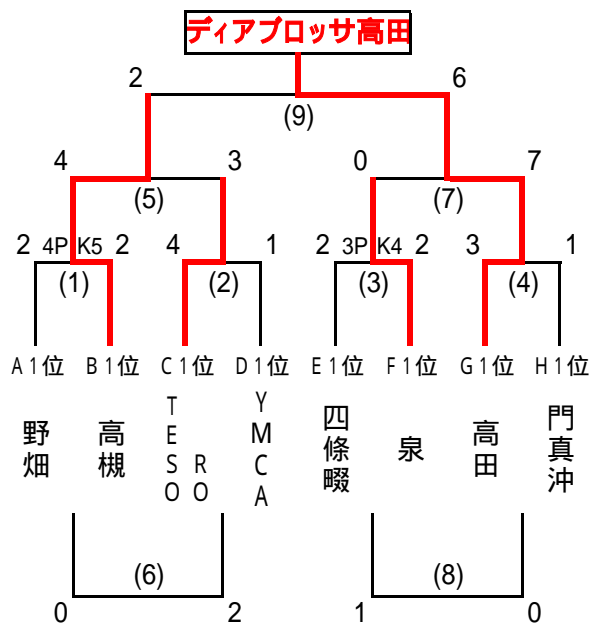 ディアブロッサ高田
2 6
(9)
4 3 0 7
(5) (7)
2 4P K5 2 4 1 2 3P K4 2 3 1
(1) (2) (3) (4)
A1位 B1位 C1位 D1位 E1位 F1位 G1位 H1位
野畑
高槻
TESO
RO
YMCA
四條畷
泉
高田
門真沖
(6) (8)
0 2 1 0